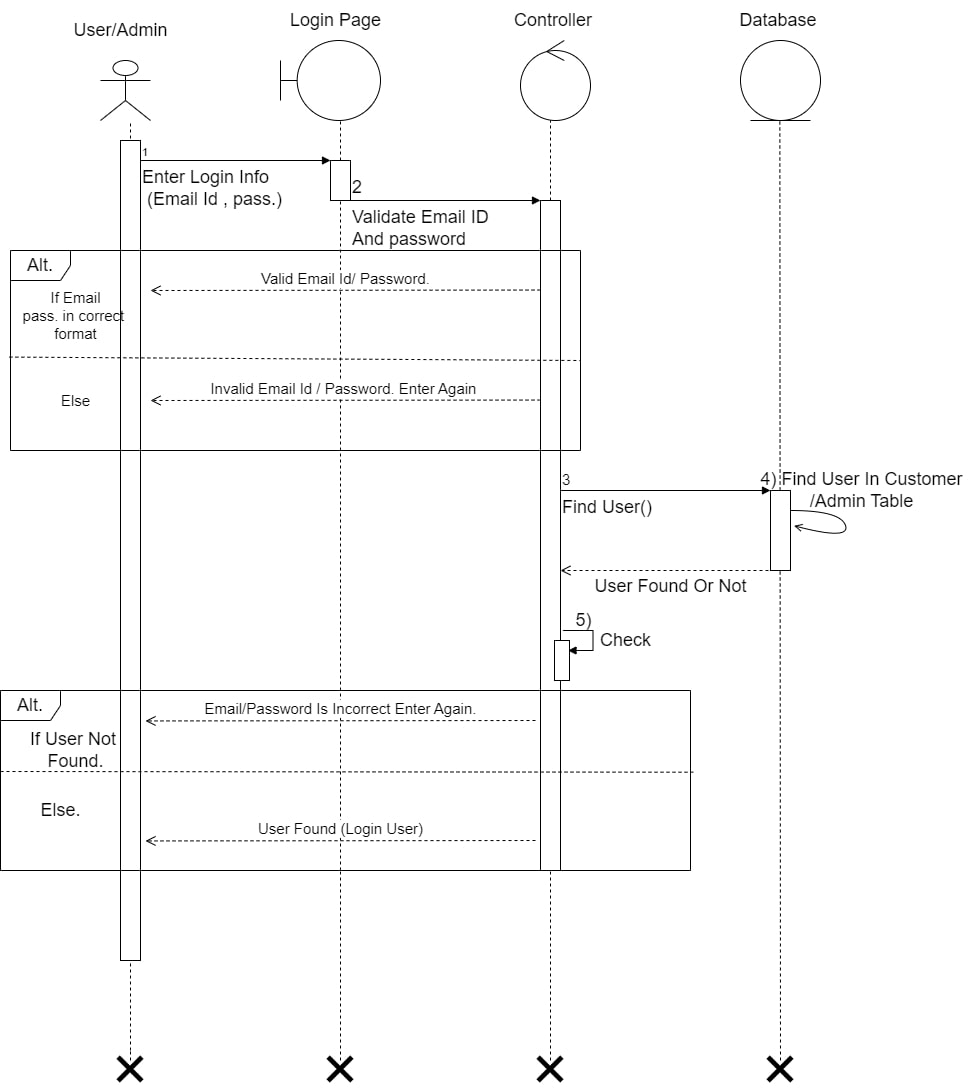 User/Admin
Login Page
Controller
Database
1
Enter Login Info
(Email Id , pass.)
2
Validate Email ID
And password
Alt.
Valid Email Id/ Password.
If Email
pass. in correct
format
Invalid Email Id / Password. Enter Again
Else
3
Find User()
4) Find User In Customer
/Admin Table
User Found Or Not
5)
Check
Alt.
Email/Password Is Incorrect Enter Again.
If User Not
Found.
Else.
User Found (Login User)